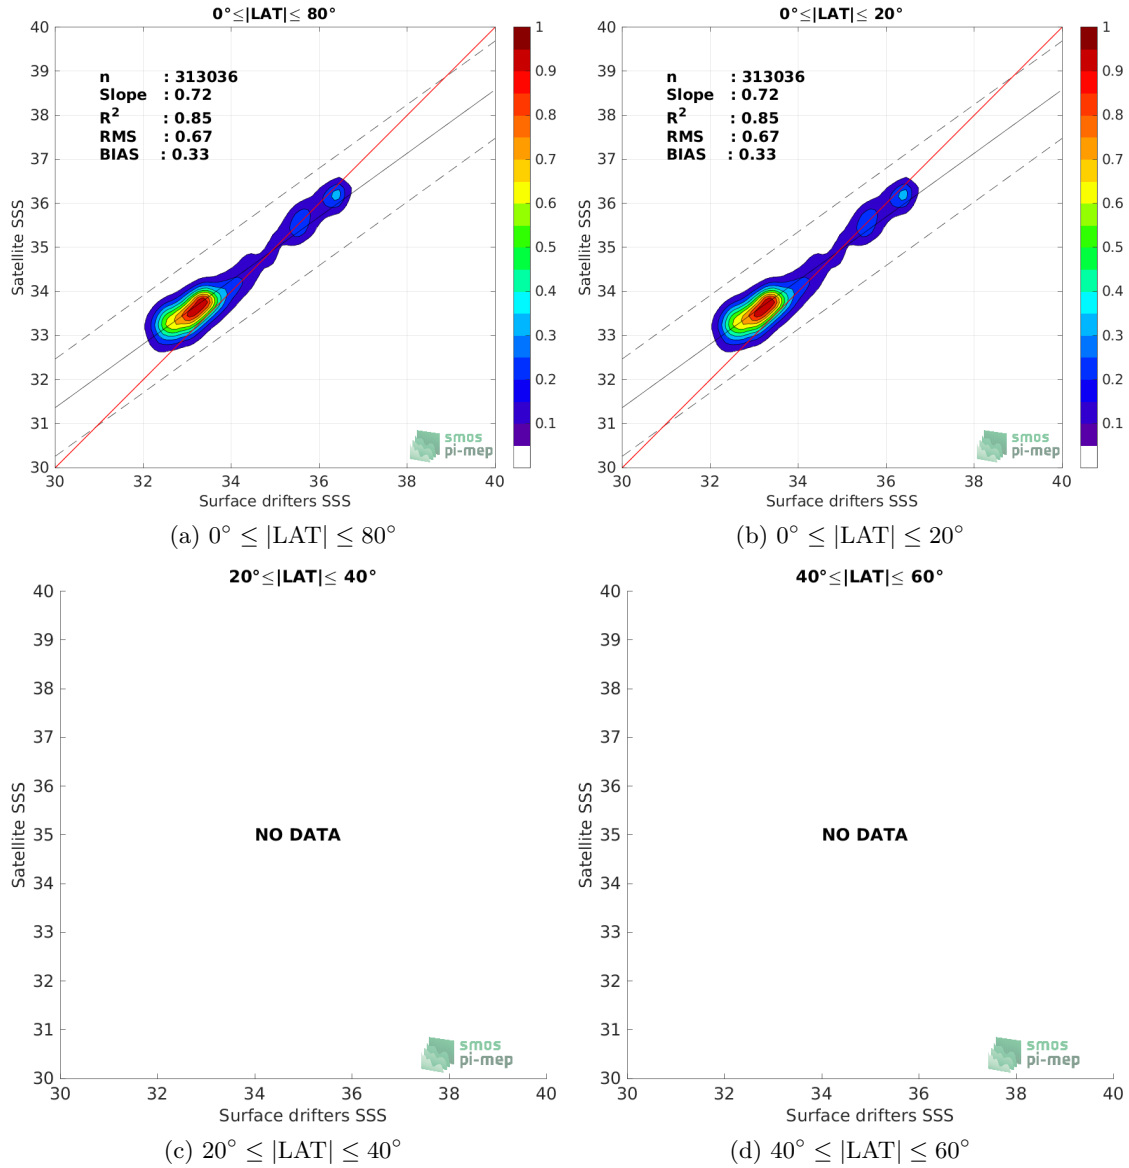 0°≤|LAT|≤ 80°
40
39
38
37
36
35
34
33
32
31
30
Satellite SSS
n : 313036
Slope : 0.72
R² : 0.85
RMS : 0.67
BIAS : 0.33
1
0.9
0.8
0.7
0.6
0.5
0.4
0.3
0.2
0.1
smos
pi-mep
30 32 34 36 38 40
Surface drifters SSS
(a) 0° ≤ |LAT| ≤ 80°
0°≤|LAT|≤ 20°
40
39
38
37
36
35
34
33
32
31
30
Satellite SSS
n : 313036
Slope : 0.72
R² : 0.85
RMS : 0.67
BIAS : 0.33
1
0.9
0.8
0.7
0.6
0.5
0.4
0.3
0.2
0.1
smos
pi-mep
30 32 34 36 38 40
Surface drifters SSS
(b) 0° ≤ |LAT| ≤ 20°
20°≤|LAT|≤ 40°
40
39
38
37
36
35
34
33
32
31
30
Satellite SSS
NO DATA
smos
pi-mep
30 32 34 36 38 40
Surface drifters SSS
(c) 20° ≤ |LAT| ≤ 40°
40°≤|LAT|≤ 60°
40
39
38
37
36
35
34
33
32
31
30
Satellite SSS
NO DATA
smos
pi-mep
30 32 34 36 38 40
Surface drifters SSS
(d) 40° ≤ |LAT| ≤ 60°